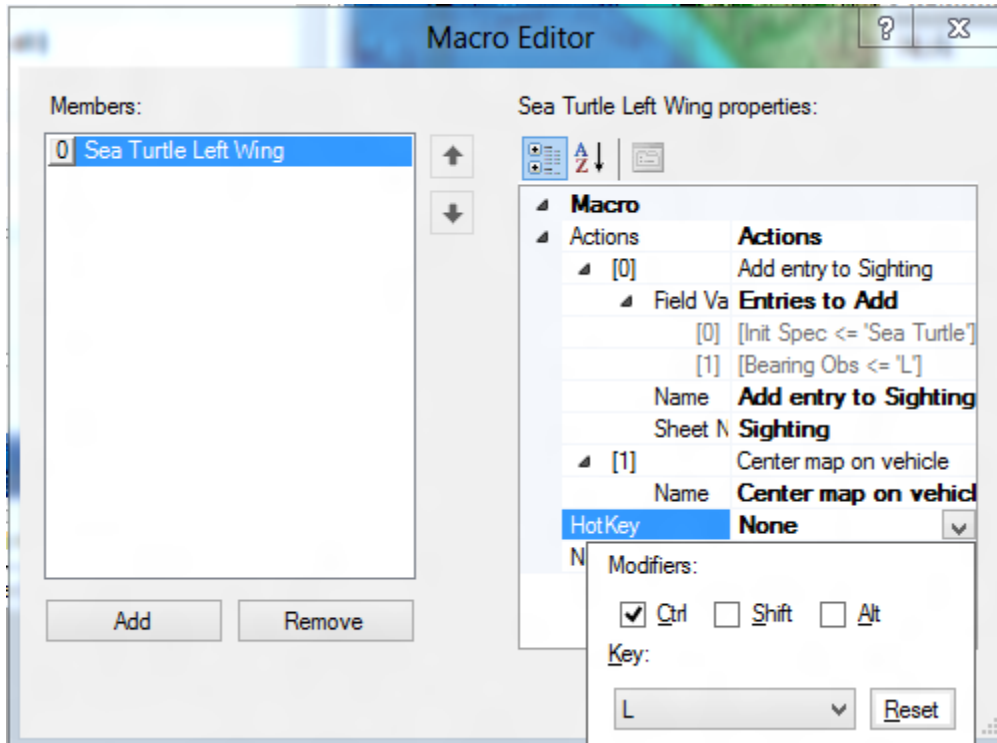 Macro Editor
Members:
0 Sea Turtle Left Wing
Add Remove
Sea Turtle Left Wing properties:
Macro
Actions Actions
[0] Add entry to Sighting
Field Va Entries to Add
[0] [Init Spec <= 'Sea Turtle']
[1] [Bearing Obs <= 'L']
Name Add entry to Sighting
Sheet N Sighting
[1] Center map on vehicle
Name Center map on vehicl
HotKey None
N
Modifiers:
Ctrl Shift Alt
Key:
L Reset